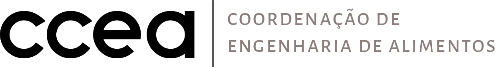 ccea
COORDENAÇÃO DE
ENGENHARIA DE ALIMENTOS